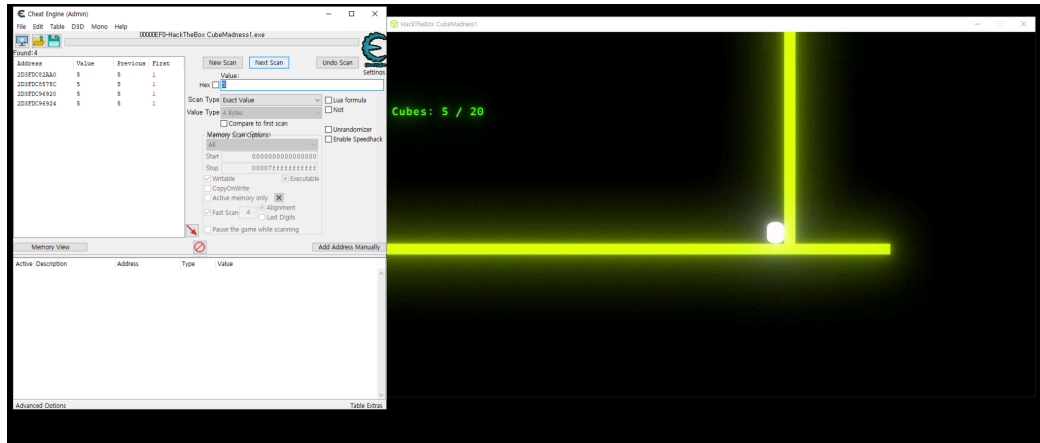 Cheat Engine (Admin)
File Edit Table D3D Mono Help
00000EF0-HackTheBox CubeMadness1.exe
Found:4
Address Value Previous First
2D3FDC82AA0 5 5 1
2D3FDC8575C 5 5 1
2D3FDC96920 5 5 1
2D3FDC96924 5 5 1
New Scan Next Scan Undo Scan
Settings
Value:
Hex 5
Scan Type Exact Value
Lua formula
Not
Value Type 4 Bytes
Compare to first scan
Unrandomizer
Enable Speedhack
Memory Scan Options
All
Start 0000000000000000
Stop 00007fffffffffff
Writable Executable
CopyOnWrite
Active memory only
Fast Scan 4 Alignment
Last Digits
Pause the game while scanning
Memory View
Add Address Manually
Active Description Address Type Value
Advanced Options
Table Extras
HackTheBox CubeMadness1
Cubes: 5 / 20